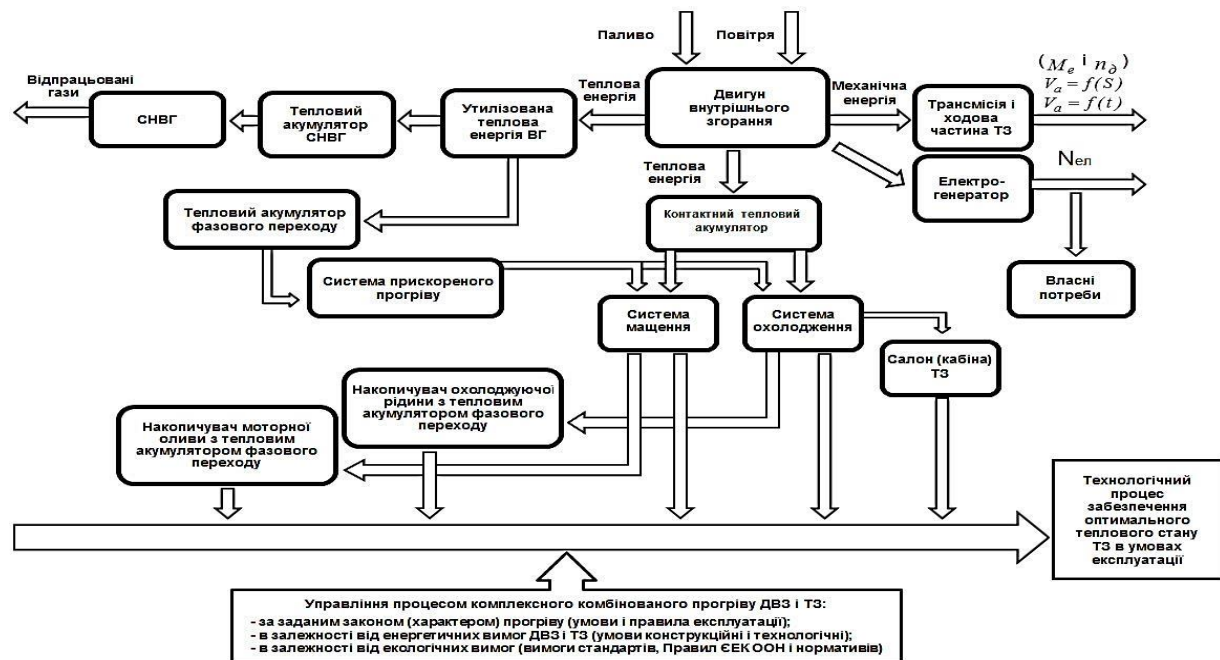 Паливо
Повітря
Відпрацьовані
гази
СНВГ
Тепловий
акумулятор
СНВГ
Утилізована
теплова
енергія ВГ
Теплова
енергія
Двигун
внутрішнього
згорання
Механічна
енергія
Трансмісія і
ходова
частина ТЗ
(Mе і nд)
Vа = f(S)
Vа = f(t)
Теплова
енергія
Електро-
генератор
Nел
Тепловий акумулятор
фазового переходу
Контактний тепловий
акумулятор
Система прискореного
прогріву
Власні
потреби
Система
мащення
Система
охолодження
Салон (кабіна)
ТЗ
Накопичувач охолоджуючої
рідини з тепловим
акумулятором фазового
переходу
Накопичувач моторної
оливи з тепловим
акумулятором фазового
переходу
Технологічний
процес
забезпечення
оптимального
теплового стану
ТЗ в умовах
експлуатації
Управління процесом комплексного комбінованого прогріву ДВЗ і ТЗ:
- за заданим законом (характером) прогріву (умови і правила експлуатації);
- в залежності від енергетичних вимог ДВЗ і ТЗ (умови конструкційні і технологічні);
- в залежності від екологічних вимог (вимоги стандартів, Правил ЄЕК ООН і нормативів)